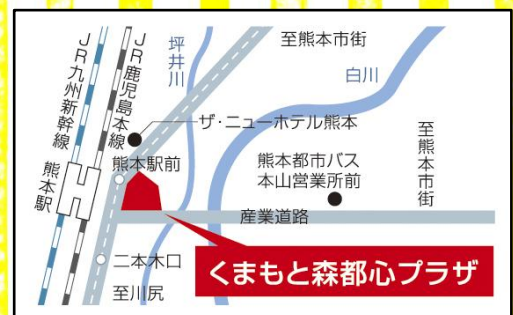 JR九州新幹線
JR鹿児島本線
坪井川
至熊本市街
白川
ザ・ニューホテル熊本
熊本駅前
熊本駅
熊本都市バス
本山営業所前
至熊本市街
産業道路
二本木口
至川尻
くまもと森都心プラザ